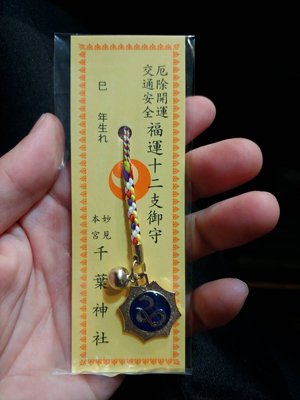 厄除開運
交通安全
福運十二支御守
巳 年生れ
妙見
本宮
千葉神社